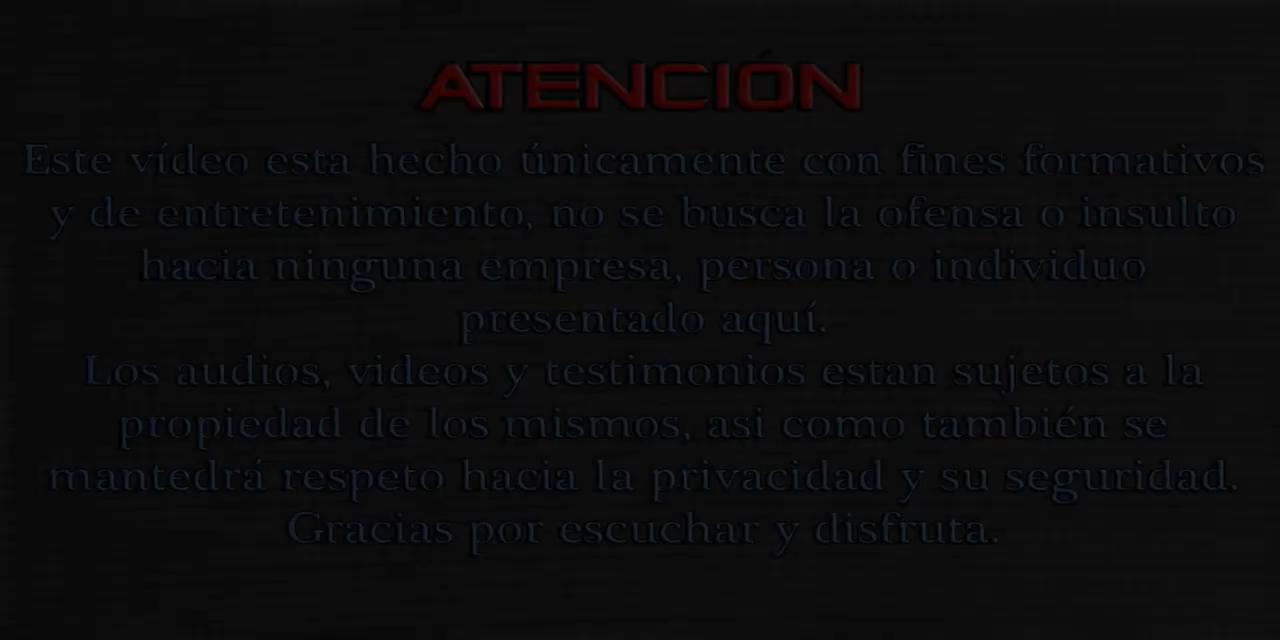 ATENCIÓN
Este vídeo esta hecho únicamente con fines formativos
y de entretenimiento, no se busca la ofensa o insulto
hacia ninguna empresa, persona o individuo
presentado aquí.
Los audios, videos y testimonios estan sujetos a la
propiedad de los mismos, asi como también se
mantedrá respeto hacia la privacidad y su seguridad.
Gracias por escuchar y disfruta.